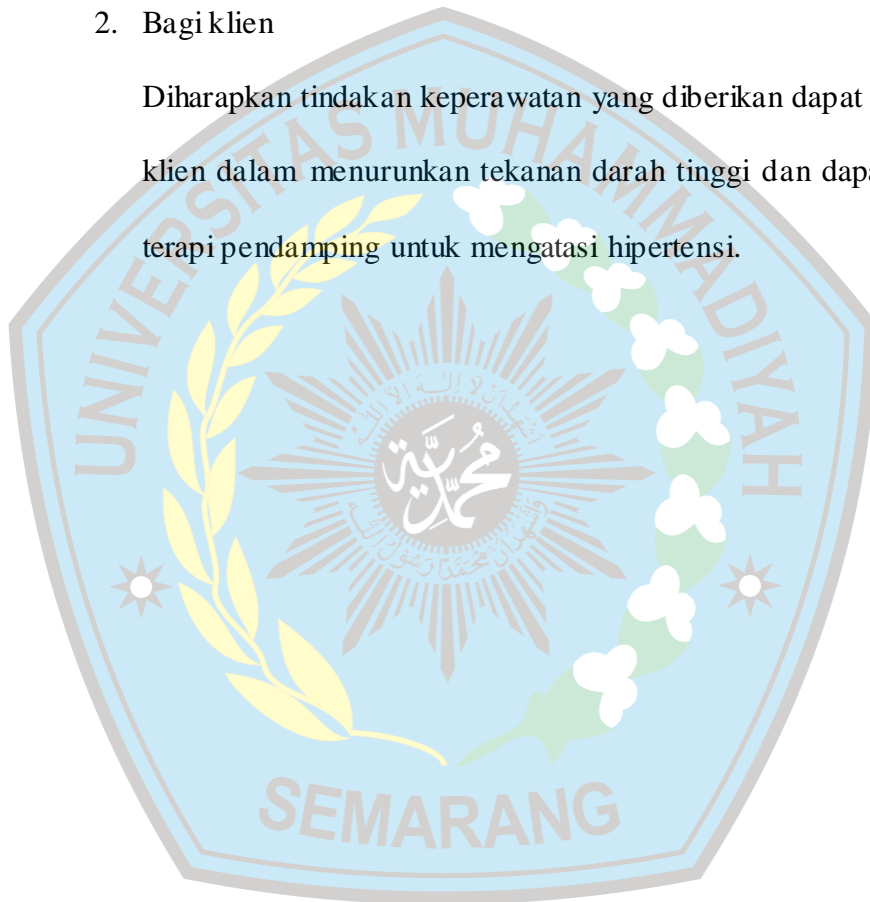 2. Bagi klien
Diharapkan tindakan keperawatan yang diberikan dapat
klien dalam menurunkan tekanan darah tinggi dan
terapi pendamping untuk mengatasi hipertensi.
UNIVERSITAS MUHAMMADIYAH
محمدية
SEMARANG